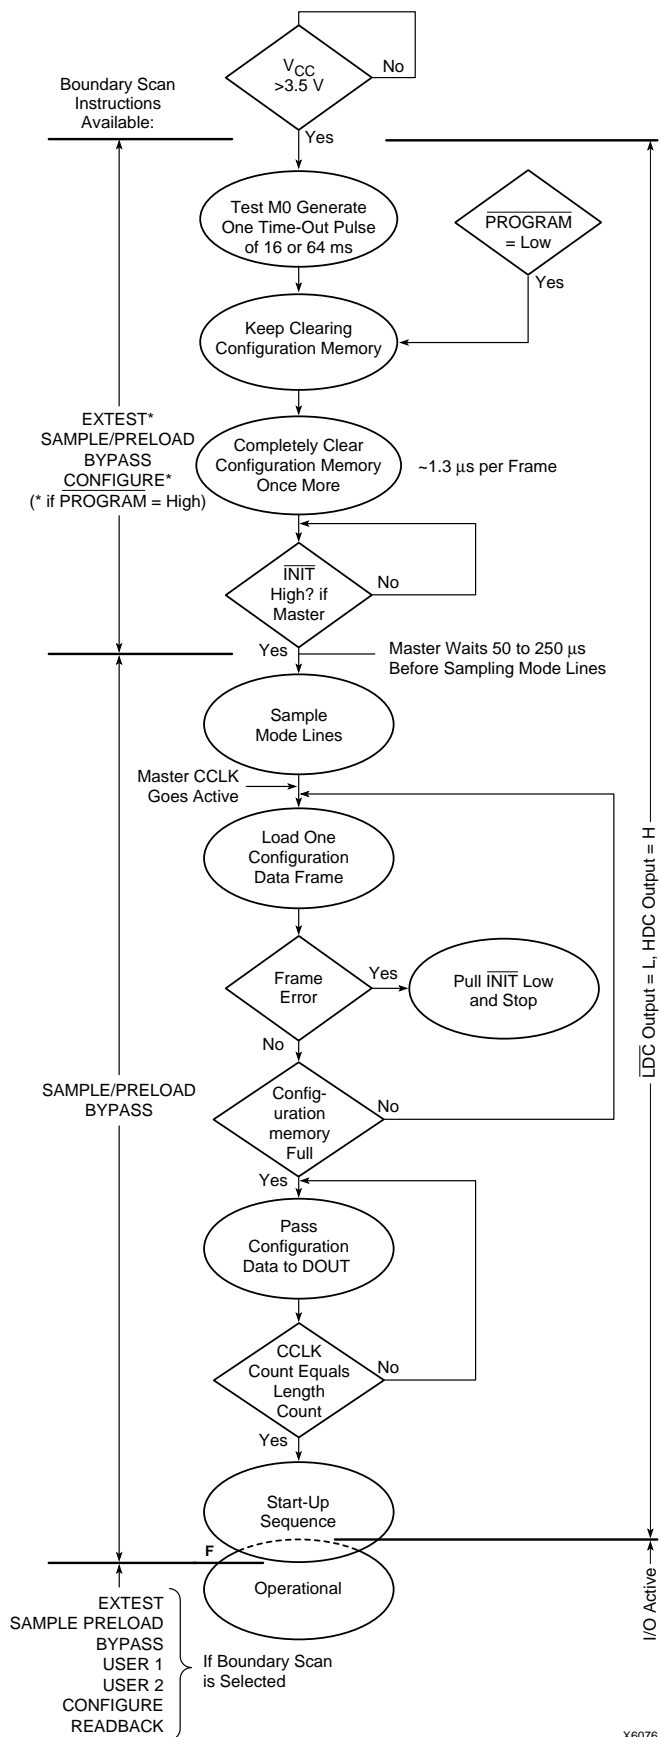 V_CC
>3.5 V
No
Yes
Boundary Scan
Instructions
Available:
Test M0 Generate
One Time-Out Pulse
of 16 or 64 ms
PROGRAM
= Low
Yes
Keep Clearing
Configuration Memory
EXTEST*
SAMPLE/PRELOAD
BYPASS
CONFIGURE*
(* if PROGRAM = High)
Completely Clear
Configuration Memory
Once More
~1.3 µs per Frame
INIT
High? if
Master
No
Yes
Master Waits 50 to 250 µs
Before Sampling Mode Lines
Sample
Mode Lines
Master CCLK
Goes Active
Load One
Configuration
Data Frame
LDC Output = L, HDC Output = H
Frame
Error
Yes
Pull INIT Low
and Stop
No
SAMPLE/PRELOAD
BYPASS
Config-
uration
memory
Full
No
Yes
Pass
Configuration
Data to DOUT
CCLK
Count Equals
Length
Count
No
Yes
Start-Up
Sequence
F
Operational
I/O Active
EXTEST
SAMPLE PRELOAD
BYPASS
USER 1
USER 2
CONFIGURE
READBACK
If Boundary Scan
is Selected
X6076